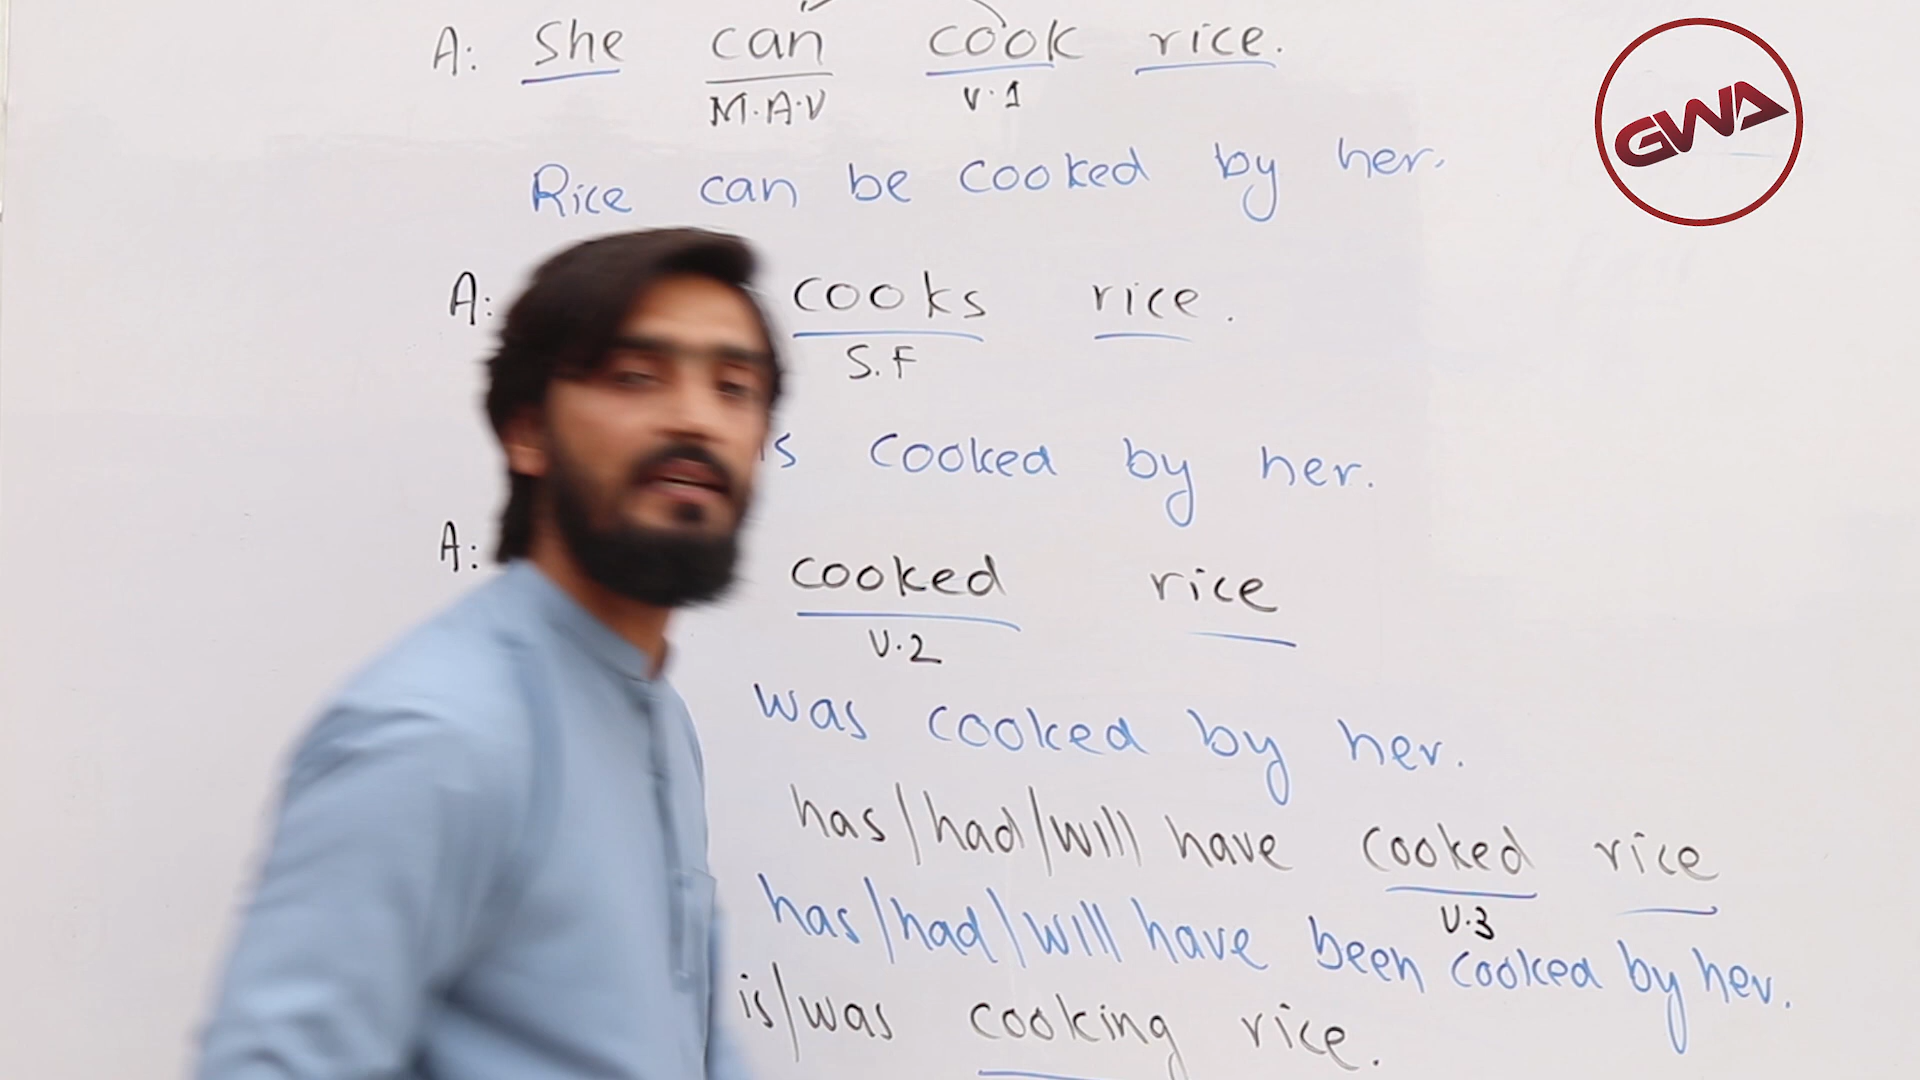 A: She can cook rice.
M.A.V V.1
GWA
Rice can be cooked by her.
A: cooks rice.
S.F
is cooked by her.
A: cooked rice
V.2
was cooked by her.
has/had/will have cooked rice
V.3
has/had/will have been cooked by her.
is/was cooking rice.